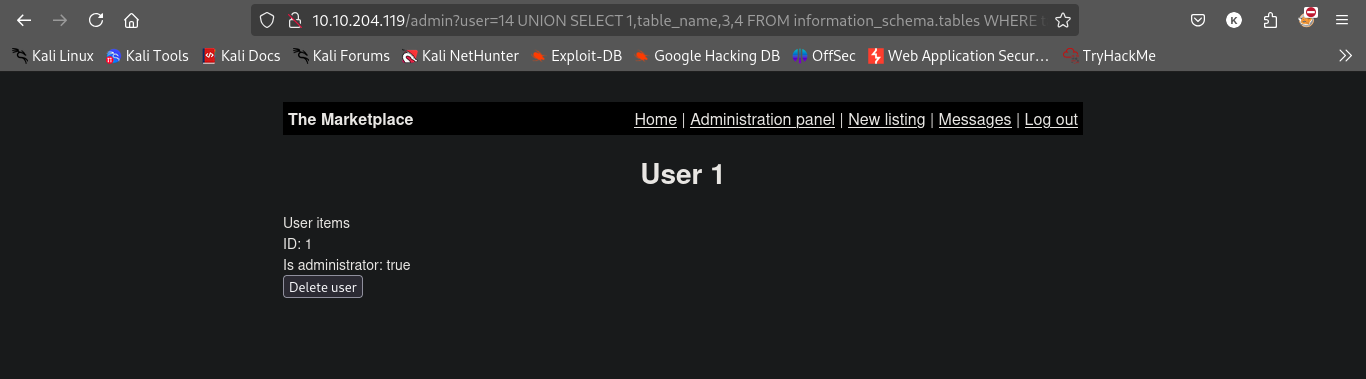 10.10.204.119/admin?user=14 UNION SELECT 1,table_name,3,4 FROM information_schema.tables WHERE
Kali Linux Kali Tools Kali Docs Kali Forums Kali NetHunter Exploit-DB Google Hacking DB OffSec Web Application Secur… TryHackMe
The Marketplace Home | Administration panel | New listing | Messages | Log out
User 1
User items
ID: 1
Is administrator: true
Delete user